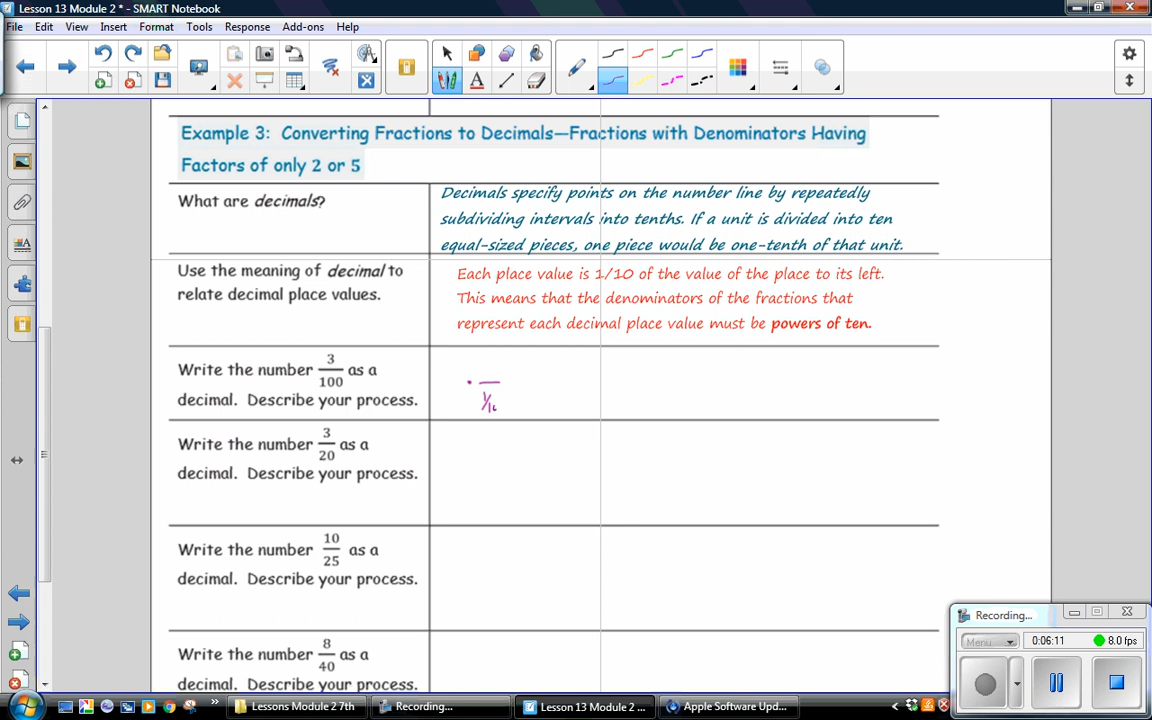 Lesson 13 Module 2 * - SMART Notebook
File Edit View Insert Format Tools Response Add-ons Help
Example 3: Converting Fractions to Decimals—Fractions with Denominators Having
Factors of only 2 or 5
What are decimals?
Decimals specify points on the number line by repeatedly
subdividing intervals into tenths. If a unit is divided into ten
equal-sized pieces, one piece would be one-tenth of that unit.
Use the meaning of decimal to
relate decimal place values.
Each place value is 1/10 of the value of the place to its left.
This means that the denominators of the fractions that
represent each decimal place value must be powers of ten.
Write the number 3/100 as a
decimal. Describe your process.
Write the number 3/20 as a
decimal. Describe your process.
Write the number 10/25 as a
decimal. Describe your process.
Write the number 8/40 as a
decimal. Describe your process.
Recording...
Menu 0:06:11 8.0 fps
Lessons Module 2 7th Recording... Lesson 13 Module 2 ... Apple Software Upd... 7:41 PM